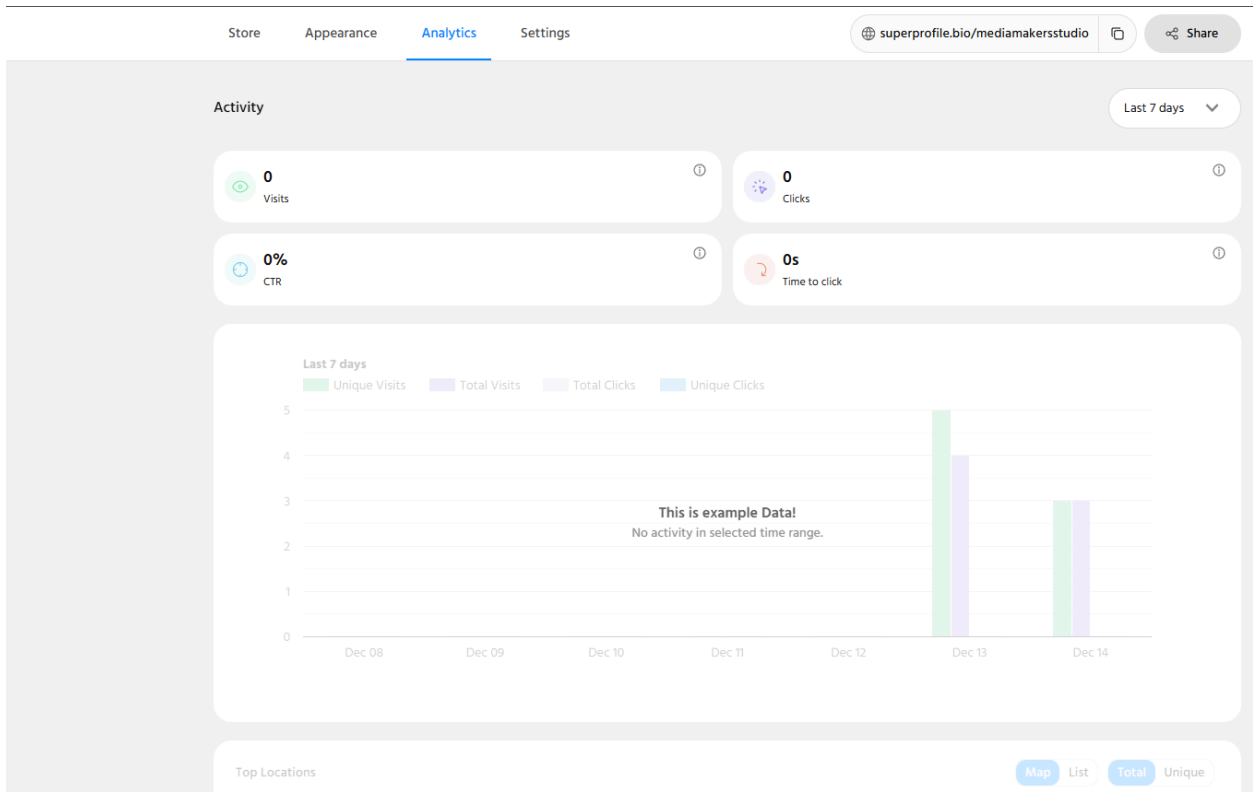 Store Appearance Analytics Settings superprofile.bio/mediamakersstudio Share
Activity Last 7 days
0
Visits
0
Clicks
0%
CTR
0s
Time to click
Last 7 days
Unique Visits Total Visits Total Clicks Unique Clicks
5
4
3
2
1
0
This is example Data!
No activity in selected time range.
Dec 08 Dec 09 Dec 10 Dec 11 Dec 12 Dec 13 Dec 14
Top Locations Map List Total Unique